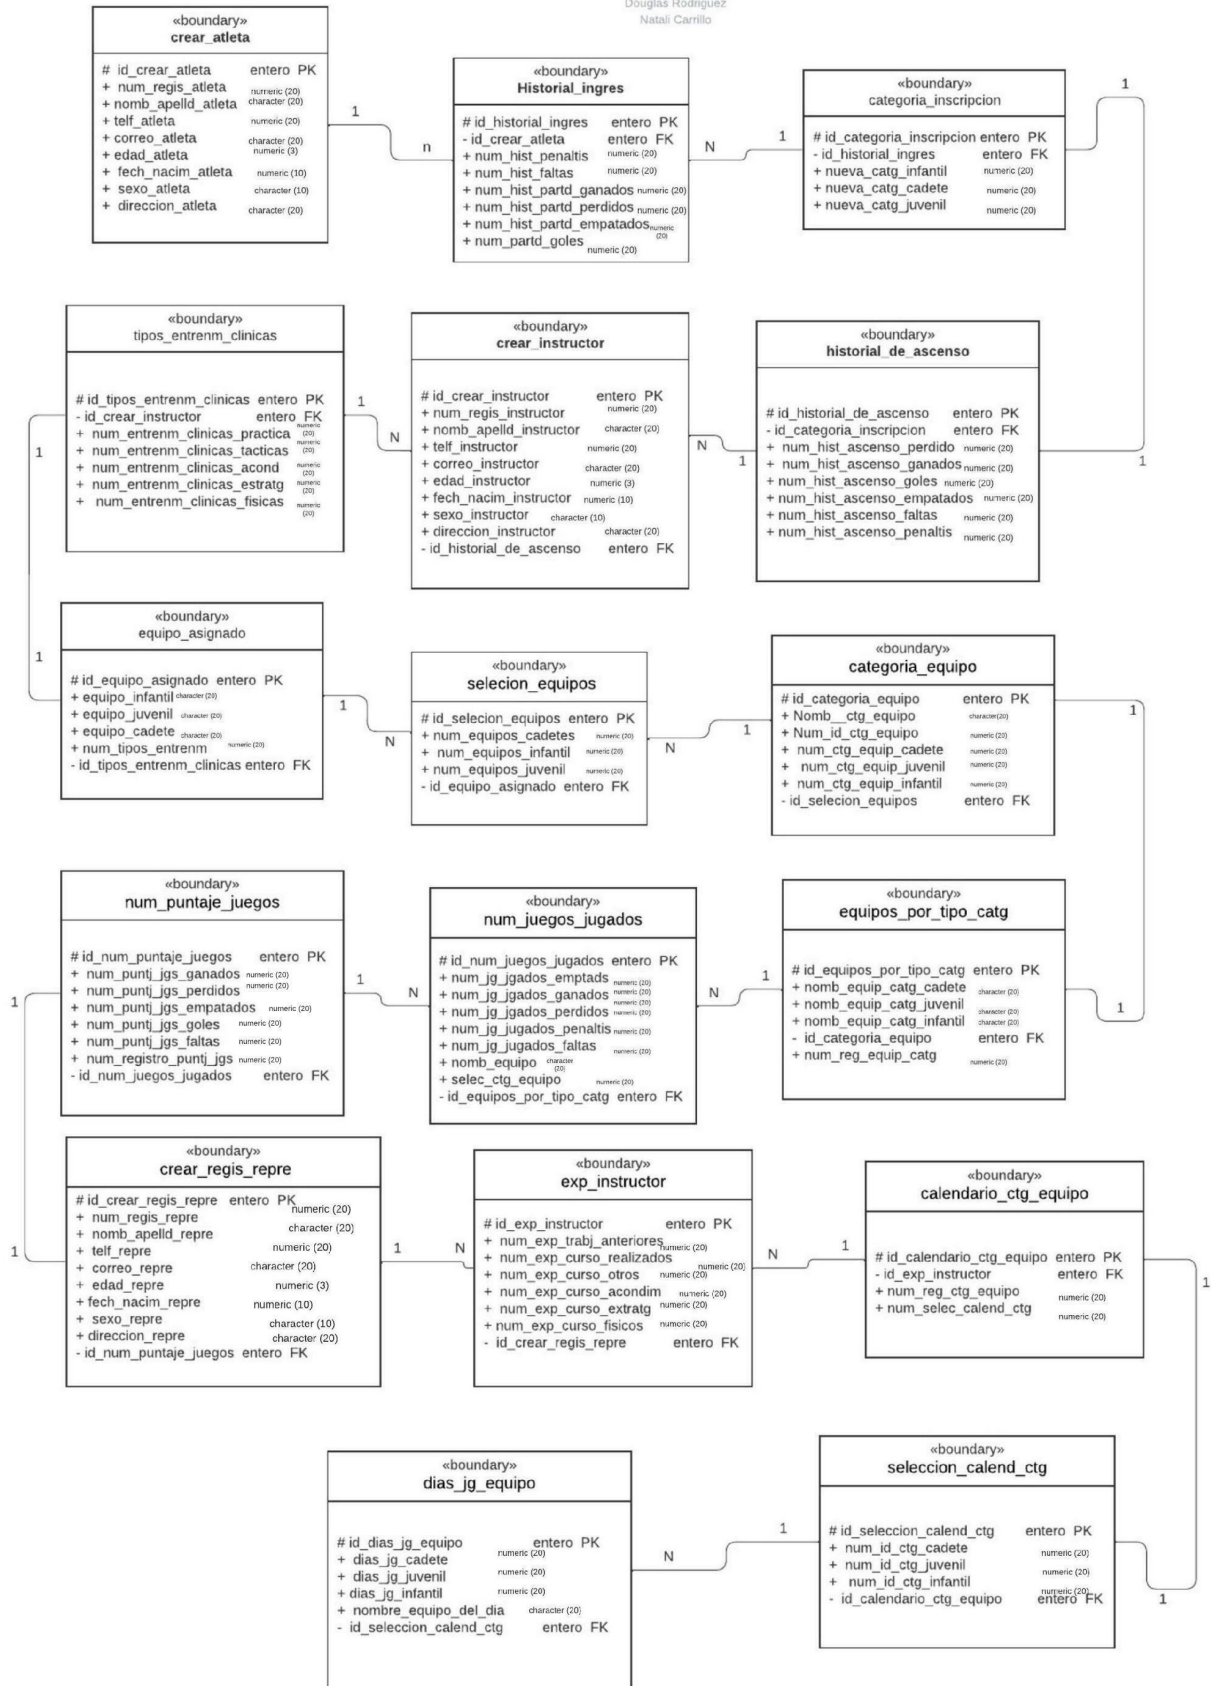 Douglas Rodriguez
Natali Carrillo
«boundary»
crear_atleta
# id_crear_atleta entero PK
+ num_regis_atleta numeric (20)
+ nomb_apelld_atleta character (20)
+ telf_atleta numeric (20)
+ correo_atleta character (20)
+ edad_atleta numeric (3)
+ fech_nacim_atleta numeric (10)
+ sexo_atleta character (10)
+ direccion_atleta character (20)
1
n
«boundary»
Historial_ingres
# id_historial_ingres entero PK
- id_crear_atleta entero FK
+ num_hist_penaltis numeric (20)
+ num_hist_faltas numeric (20)
+ num_hist_partd_ganados numeric (20)
+ num_hist_partd_perdidos numeric (20)
+ num_hist_partd_empatados numeric (20)
+ num_partd_goles numeric (20)
N
1
«boundary»
categoria_inscripcion
# id_categoria_inscripcion entero PK
- id_historial_ingres entero FK
+ nueva_catg_infantil numeric (20)
+ nueva_catg_cadete numeric (20)
+ nueva_catg_juvenil numeric (20)
1
«boundary»
tipos_entrenm_clinicas
# id_tipos_entrenm_clinicas entero PK
- id_crear_instructor entero FK
+ num_entrenm_clinicas_practica numeric (20)
+ num_entrenm_clinicas_tacticas numeric (20)
+ num_entrenm_clinicas_acond numeric (20)
+ num_entrenm_clinicas_estratg numeric (20)
+ num_entrenm_clinicas_fisicas numeric (20)
1
1
N
«boundary»
crear_instructor
# id_crear_instructor entero PK
+ num_regis_instructor numeric (20)
+ nomb_apelld_instructor character (20)
+ telf_instructor numeric (20)
+ correo_instructor character (20)
+ edad_instructor numeric (3)
+ fech_nacim_instructor numeric (10)
+ sexo_instructor character (10)
+ direccion_instructor character (20)
- id_historial_de_ascenso entero FK
N
1
«boundary»
historial_de_ascenso
# id_historial_de_ascenso entero PK
- id_categoria_inscripcion entero FK
+ num_hist_ascenso_perdido numeric (20)
+ num_hist_ascenso_ganados numeric (20)
+ num_hist_ascenso_goles numeric (20)
+ num_hist_ascenso_empatados numeric (20)
+ num_hist_ascenso_faltas numeric (20)
+ num_hist_ascenso_penaltis numeric (20)
1
«boundary»
equipo_asignado
# id_equipo_asignado entero PK
+ equipo_infantil character (20)
+ equipo_juvenil character (20)
+ equipo_cadete character (20)
+ num_tipos_entrenm numeric (20)
- id_tipos_entrenm_clinicas entero FK
1
1
N
«boundary»
selecion_equipos
# id_selecion_equipos entero PK
+ num_equipos_cadetes numeric (20)
+ num_equipos_infantil numeric (20)
+ num_equipos_juvenil numeric (20)
- id_equipo_asignado entero FK
N
1
«boundary»
categoria_equipo
# id_categoria_equipo entero PK
+ Nomb__ctg_equipo character(20)
+ Num_id_ctg_equipo numeric (20)
+ num_ctg_equip_cadete numeric (20)
+ num_ctg_equip_juvenil numeric (20)
+ num_ctg_equip_infantil numeric (20)
- id_selecion_equipos entero FK
1
«boundary»
num_puntaje_juegos
# id_num_puntaje_juegos entero PK
+ num_puntj_jgs_ganados numeric (20)
+ num_puntj_jgs_perdidos numeric (20)
+ num_puntj_jgs_empatados numeric (20)
+ num_puntj_jgs_goles numeric (20)
+ num_puntj_jgs_faltas numeric (20)
+ num_registro_puntj_jgs numeric (20)
- id_num_juegos_jugados entero FK
1
1
N
«boundary»
num_juegos_jugados
# id_num_juegos_jugados entero PK
+ num_jg_jgados_emptads numeric (20)
+ num_jg_jgados_ganados numeric (20)
+ num_jg_jgados_perdidos numeric (20)
numeric (20)
+ num_jg_jugados_penaltis numeric (20)
+ num_jg_jugados_faltas numeric (20)
+ nomb_equipo character (20)
+ selec_ctg_equipo numeric (20)
- id_equipos_por_tipo_catg entero FK
N
1
«boundary»
equipos_por_tipo_catg
# id_equipos_por_tipo_catg entero PK
+ nomb_equip_catg_cadete character (20)
+ nomb_equip_catg_juvenil character (20)
+ nomb_equip_catg_infantil character (20)
- id_categoria_equipo entero FK
+ num_reg_equip_catg numeric (20)
1
«boundary»
crear_regis_repre
# id_crear_regis_repre entero PK
+ num_regis_repre numeric (20)
+ nomb_apelld_repre character (20)
+ telf_repre numeric (20)
+ correo_repre character (20)
+ edad_repre numeric (3)
+ fech_nacim_repre numeric (10)
+ sexo_repre character (10)
+ direccion_repre character (20)
- id_num_puntaje_juegos entero FK
1
1
N
«boundary»
exp_instructor
# id_exp_instructor entero PK
+ num_exp_trabj_anteriores numeric (20)
+ num_exp_curso_realizados numeric (20)
+ num_exp_curso_otros numeric (20)
+ num_exp_curso_acondim numeric (20)
+ num_exp_curso_extratg numeric (20)
+ num_exp_curso_fisicos numeric (20)
- id_crear_regis_repre entero FK
N
1
«boundary»
calendario_ctg_equipo
# id_calendario_ctg_equipo entero PK
- id_exp_instructor entero FK
+ num_reg_ctg_equipo numeric (20)
+ num_selec_calend_ctg numeric (20)
1
«boundary»
dias_jg_equipo
# id_dias_jg_equipo entero PK
+ dias_jg_cadete numeric (20)
+ dias_jg_juvenil numeric (20)
+ dias_jg_infantil numeric (20)
+ nombre_equipo_del_dia character (20)
- id_seleccion_calend_ctg entero FK
N
1
«boundary»
seleccion_calend_ctg
# id_seleccion_calend_ctg entero PK
+ num_id_ctg_cadete numeric (20)
+ num_id_ctg_juvenil numeric (20)
+ num_id_ctg_infantil numeric (20)
- id_calendario_ctg_equipo entero FK
1